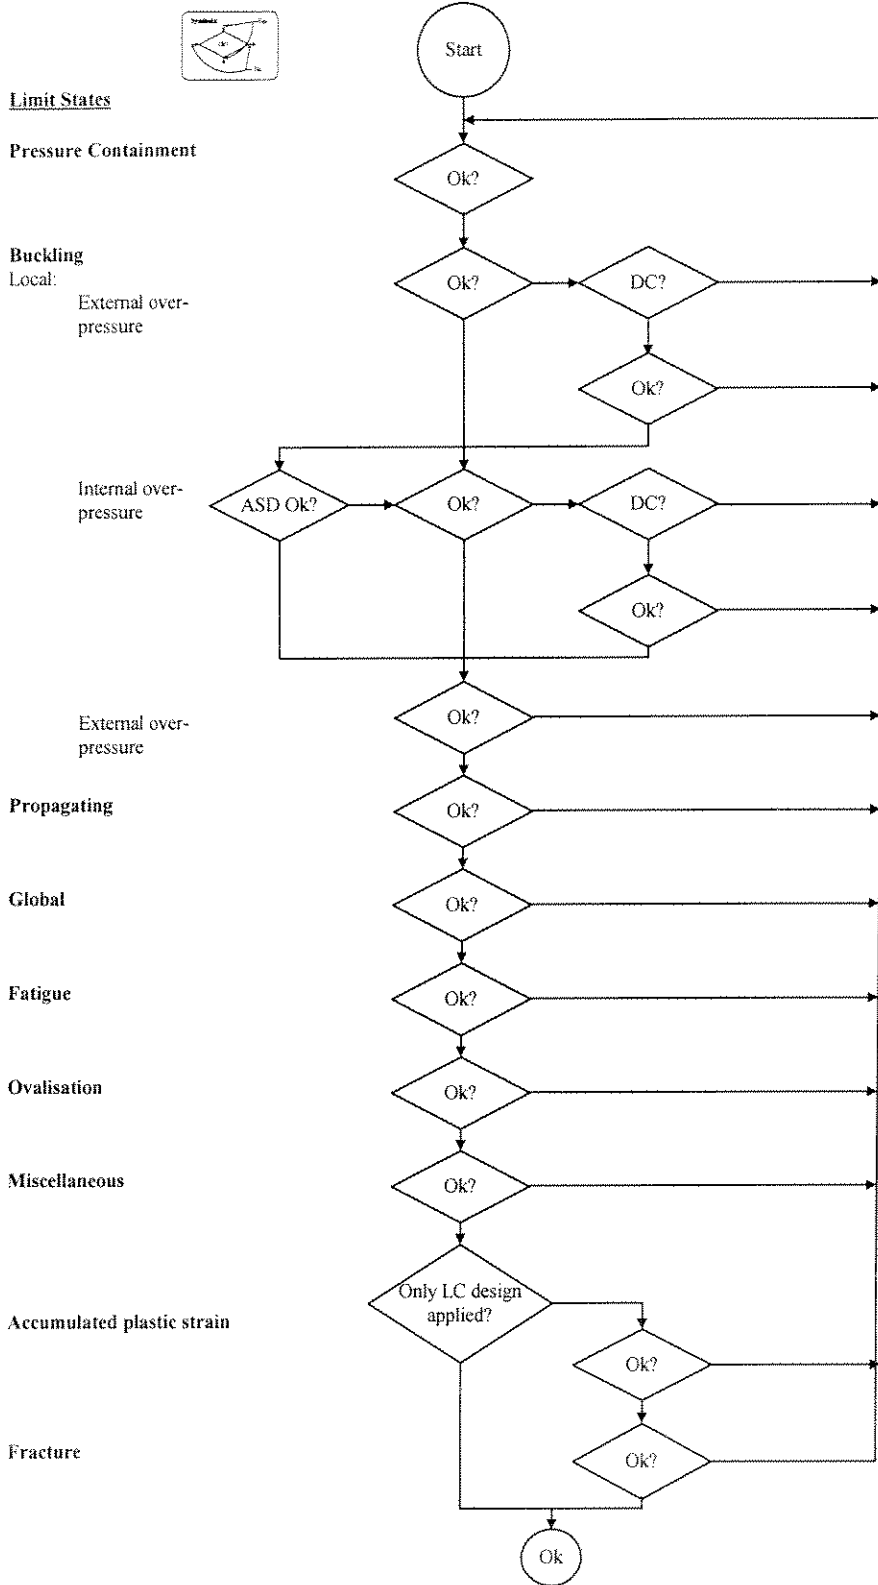 Symbols:
Ok?
Start
Limit States
Pressure Containment
Ok?
Buckling
Local:
External over-
pressure
Ok?
DC?
Ok?
Internal over-
pressure
ASD Ok?
Ok?
DC?
Ok?
External over-
pressure
Ok?
Propagating
Ok?
Global
Ok?
Fatigue
Ok?
Ovalisation
Ok?
Miscellaneous
Ok?
Accumulated plastic strain
Only LC design
applied?
Ok?
Fracture
Ok?
Ok